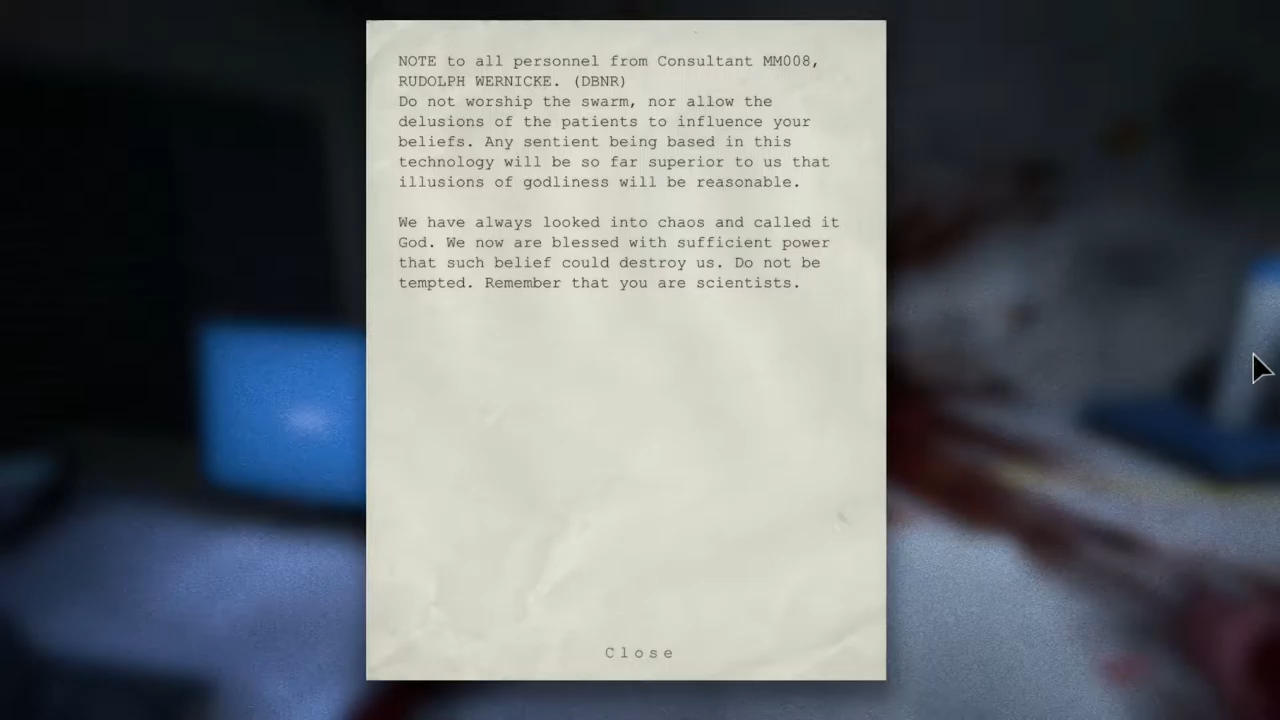 NOTE to all personnel from Consultant MM008,
RUDOLPH WERNICKE. (DBNR)
Do not worship the swarm, nor allow the
delusions of the patients to influence your
beliefs. Any sentient being based in this
technology will be so far superior to us that
illusions of godliness will be reasonable.
We have always looked into chaos and called it
God. We now are blessed with sufficient power
that such belief could destroy us. Do not be
tempted. Remember that you are scientists.
Close